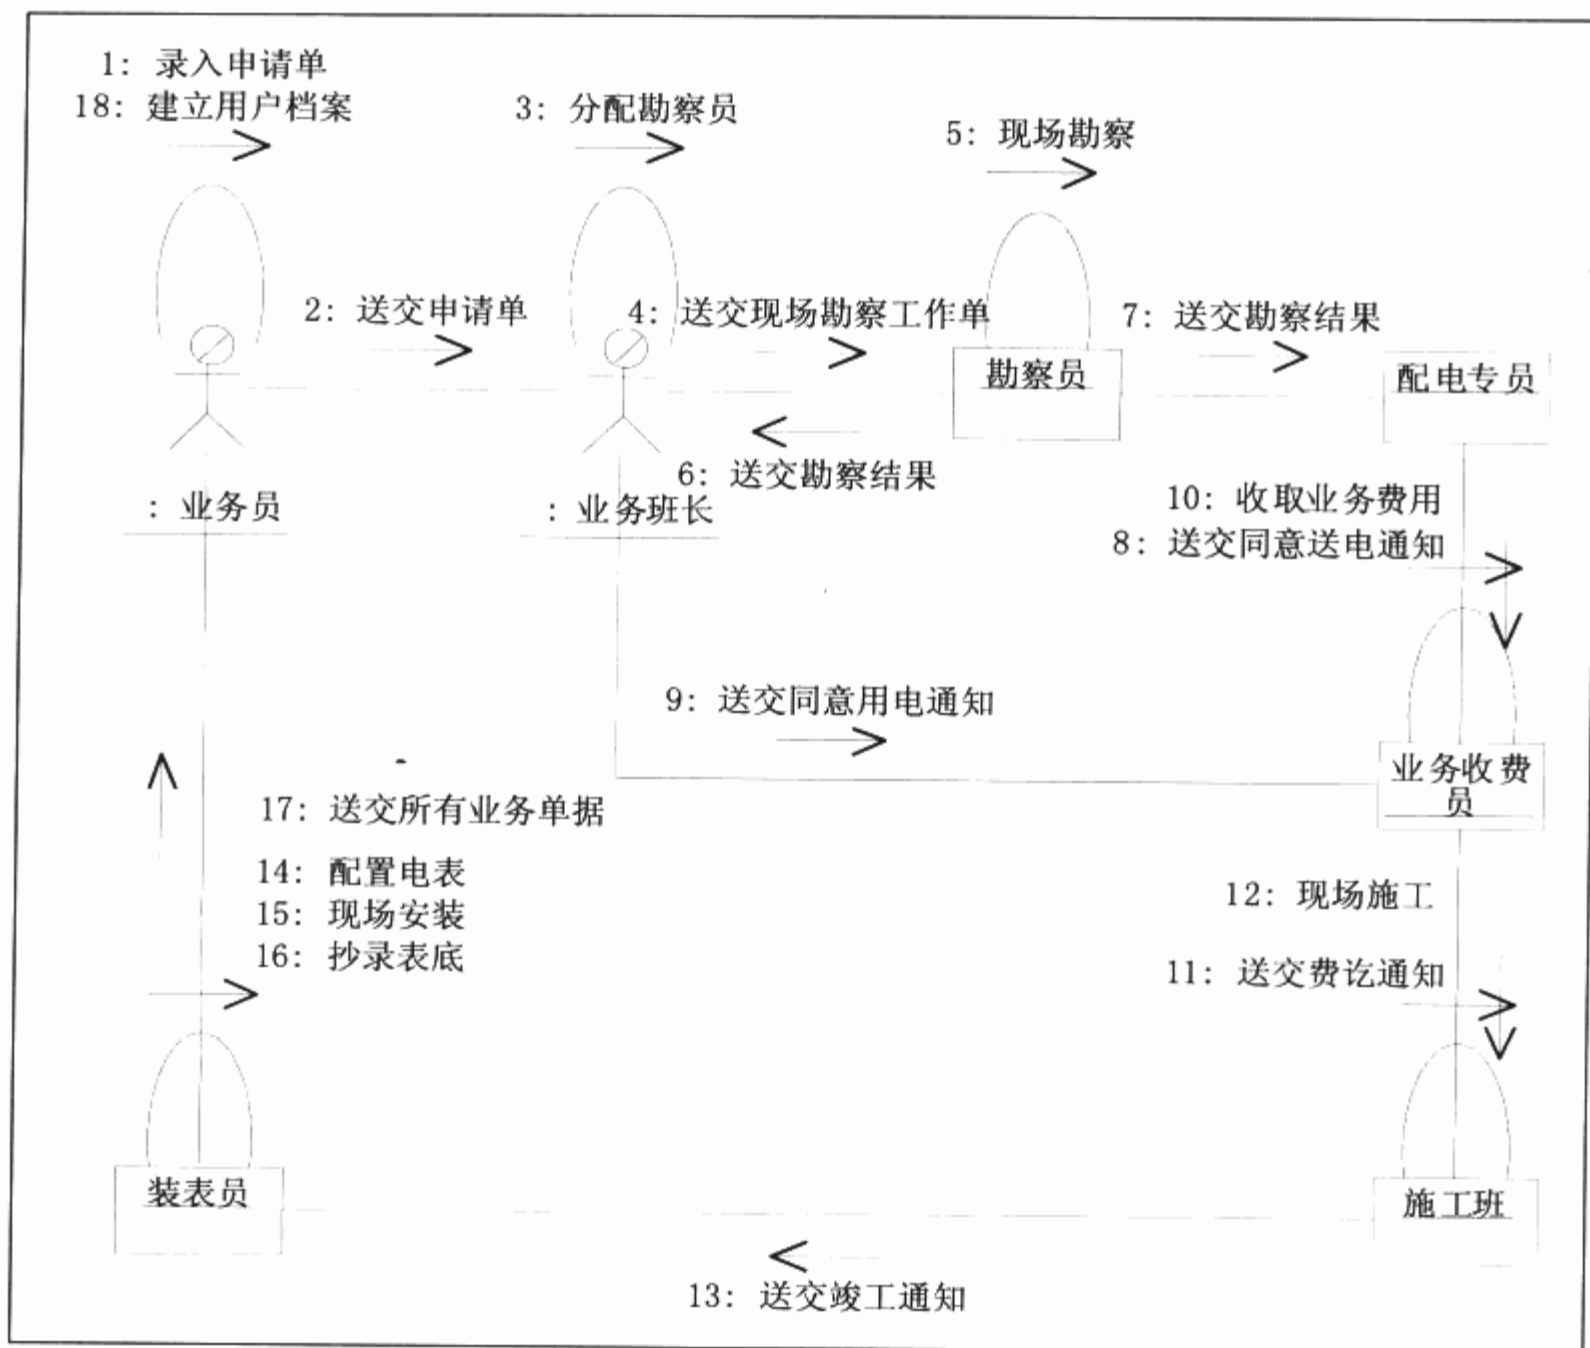 1: 录入申请单
18: 建立用户档案
3: 分配勘察员
5: 现场勘察
2: 送交申请单
4: 送交现场勘察工作单
7: 送交勘察结果
勘察员
配电专员
6: 送交勘察结果
: 业务员
: 业务班长
10: 收取业务费用
8: 送交同意送电通知
9: 送交同意用电通知
业务收费
员
17: 送交所有业务单据
14: 配置电表
15: 现场安装
16: 抄录表底
12: 现场施工
11: 送交费讫通知
装表员
施工班
13: 送交竣工通知